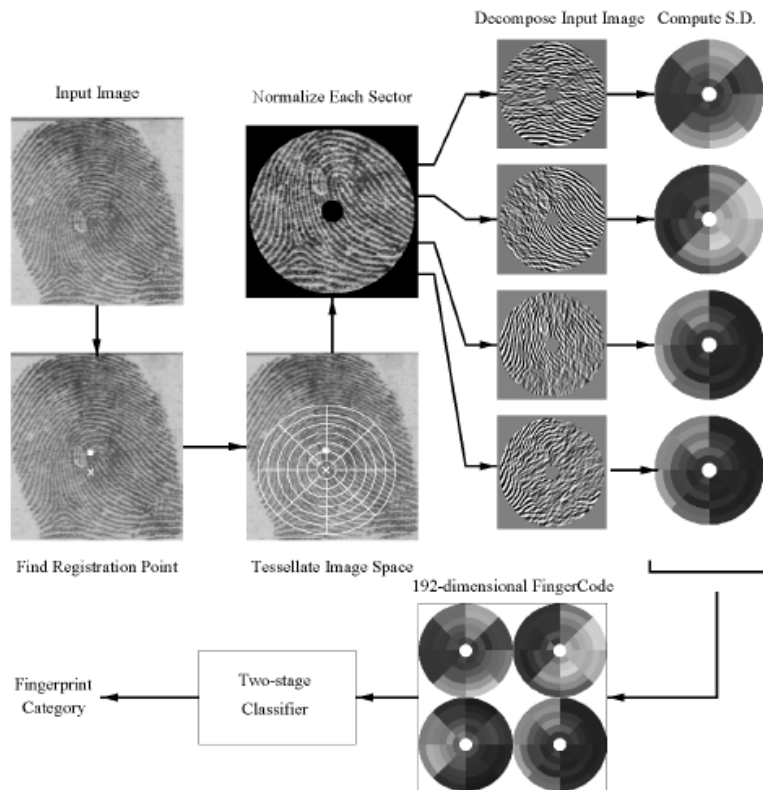 Decompose Input Image
Compute S.D.
Input Image
Normalize Each Sector
Find Registration Point
Tessellate Image Space
192-dimensional FingerCode
Two-stage
Classifier
Fingerprint
Category